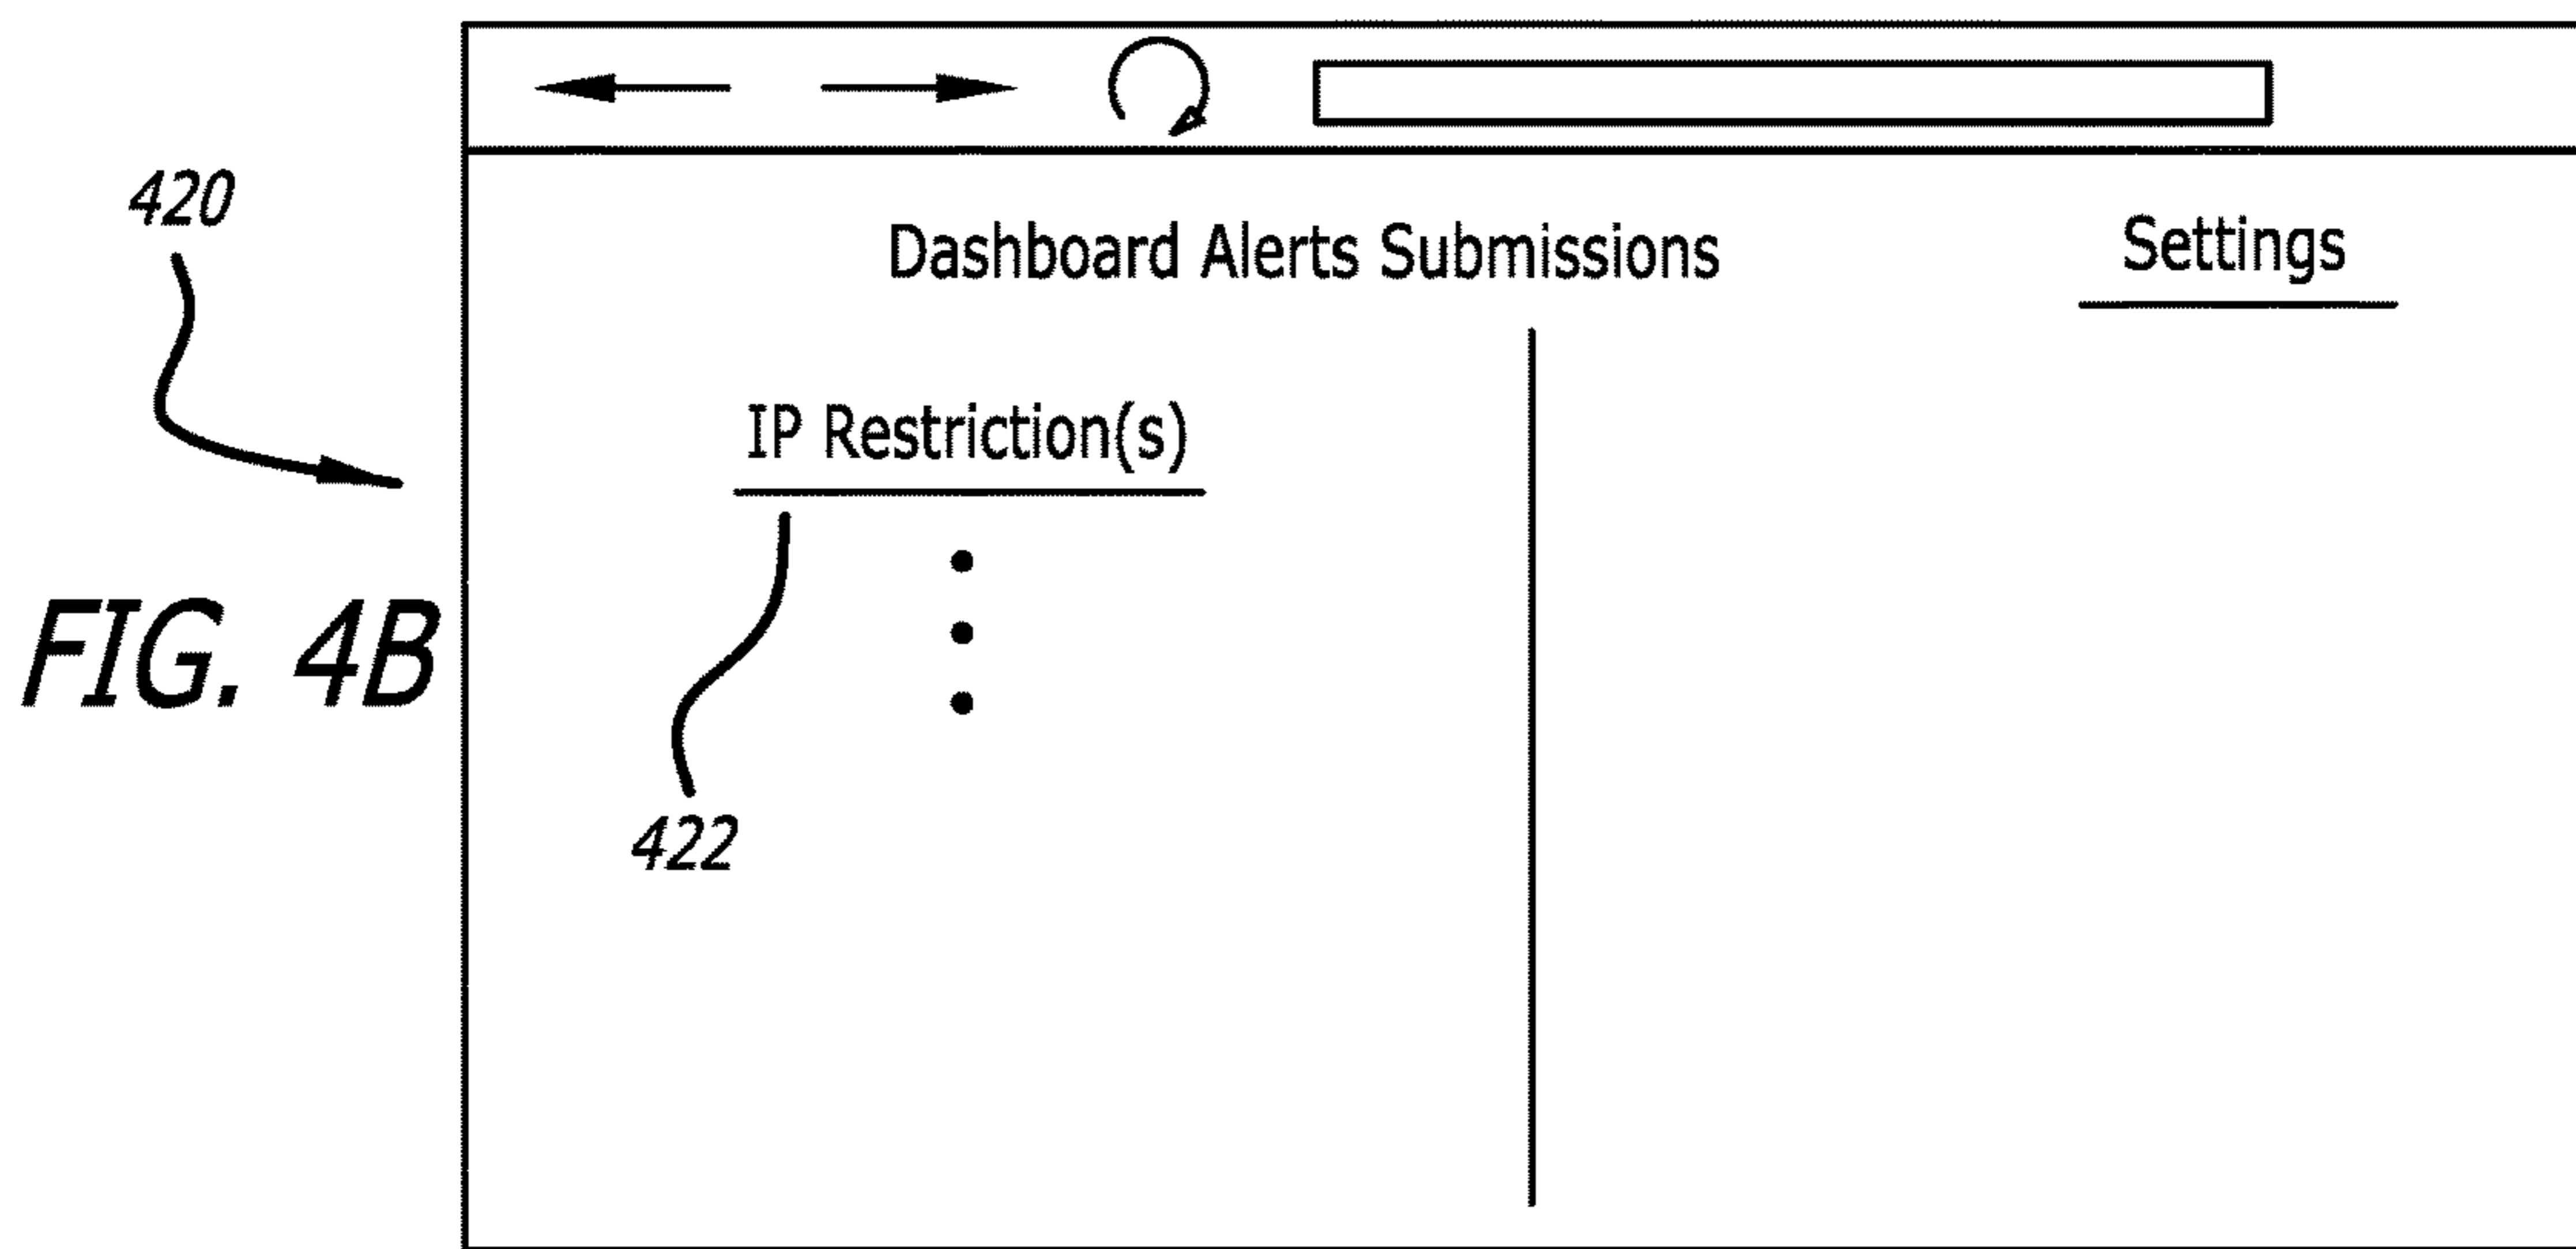 420
Dashboard Alerts Submissions
Settings
IP Restriction(s)
FIG. 4B
422